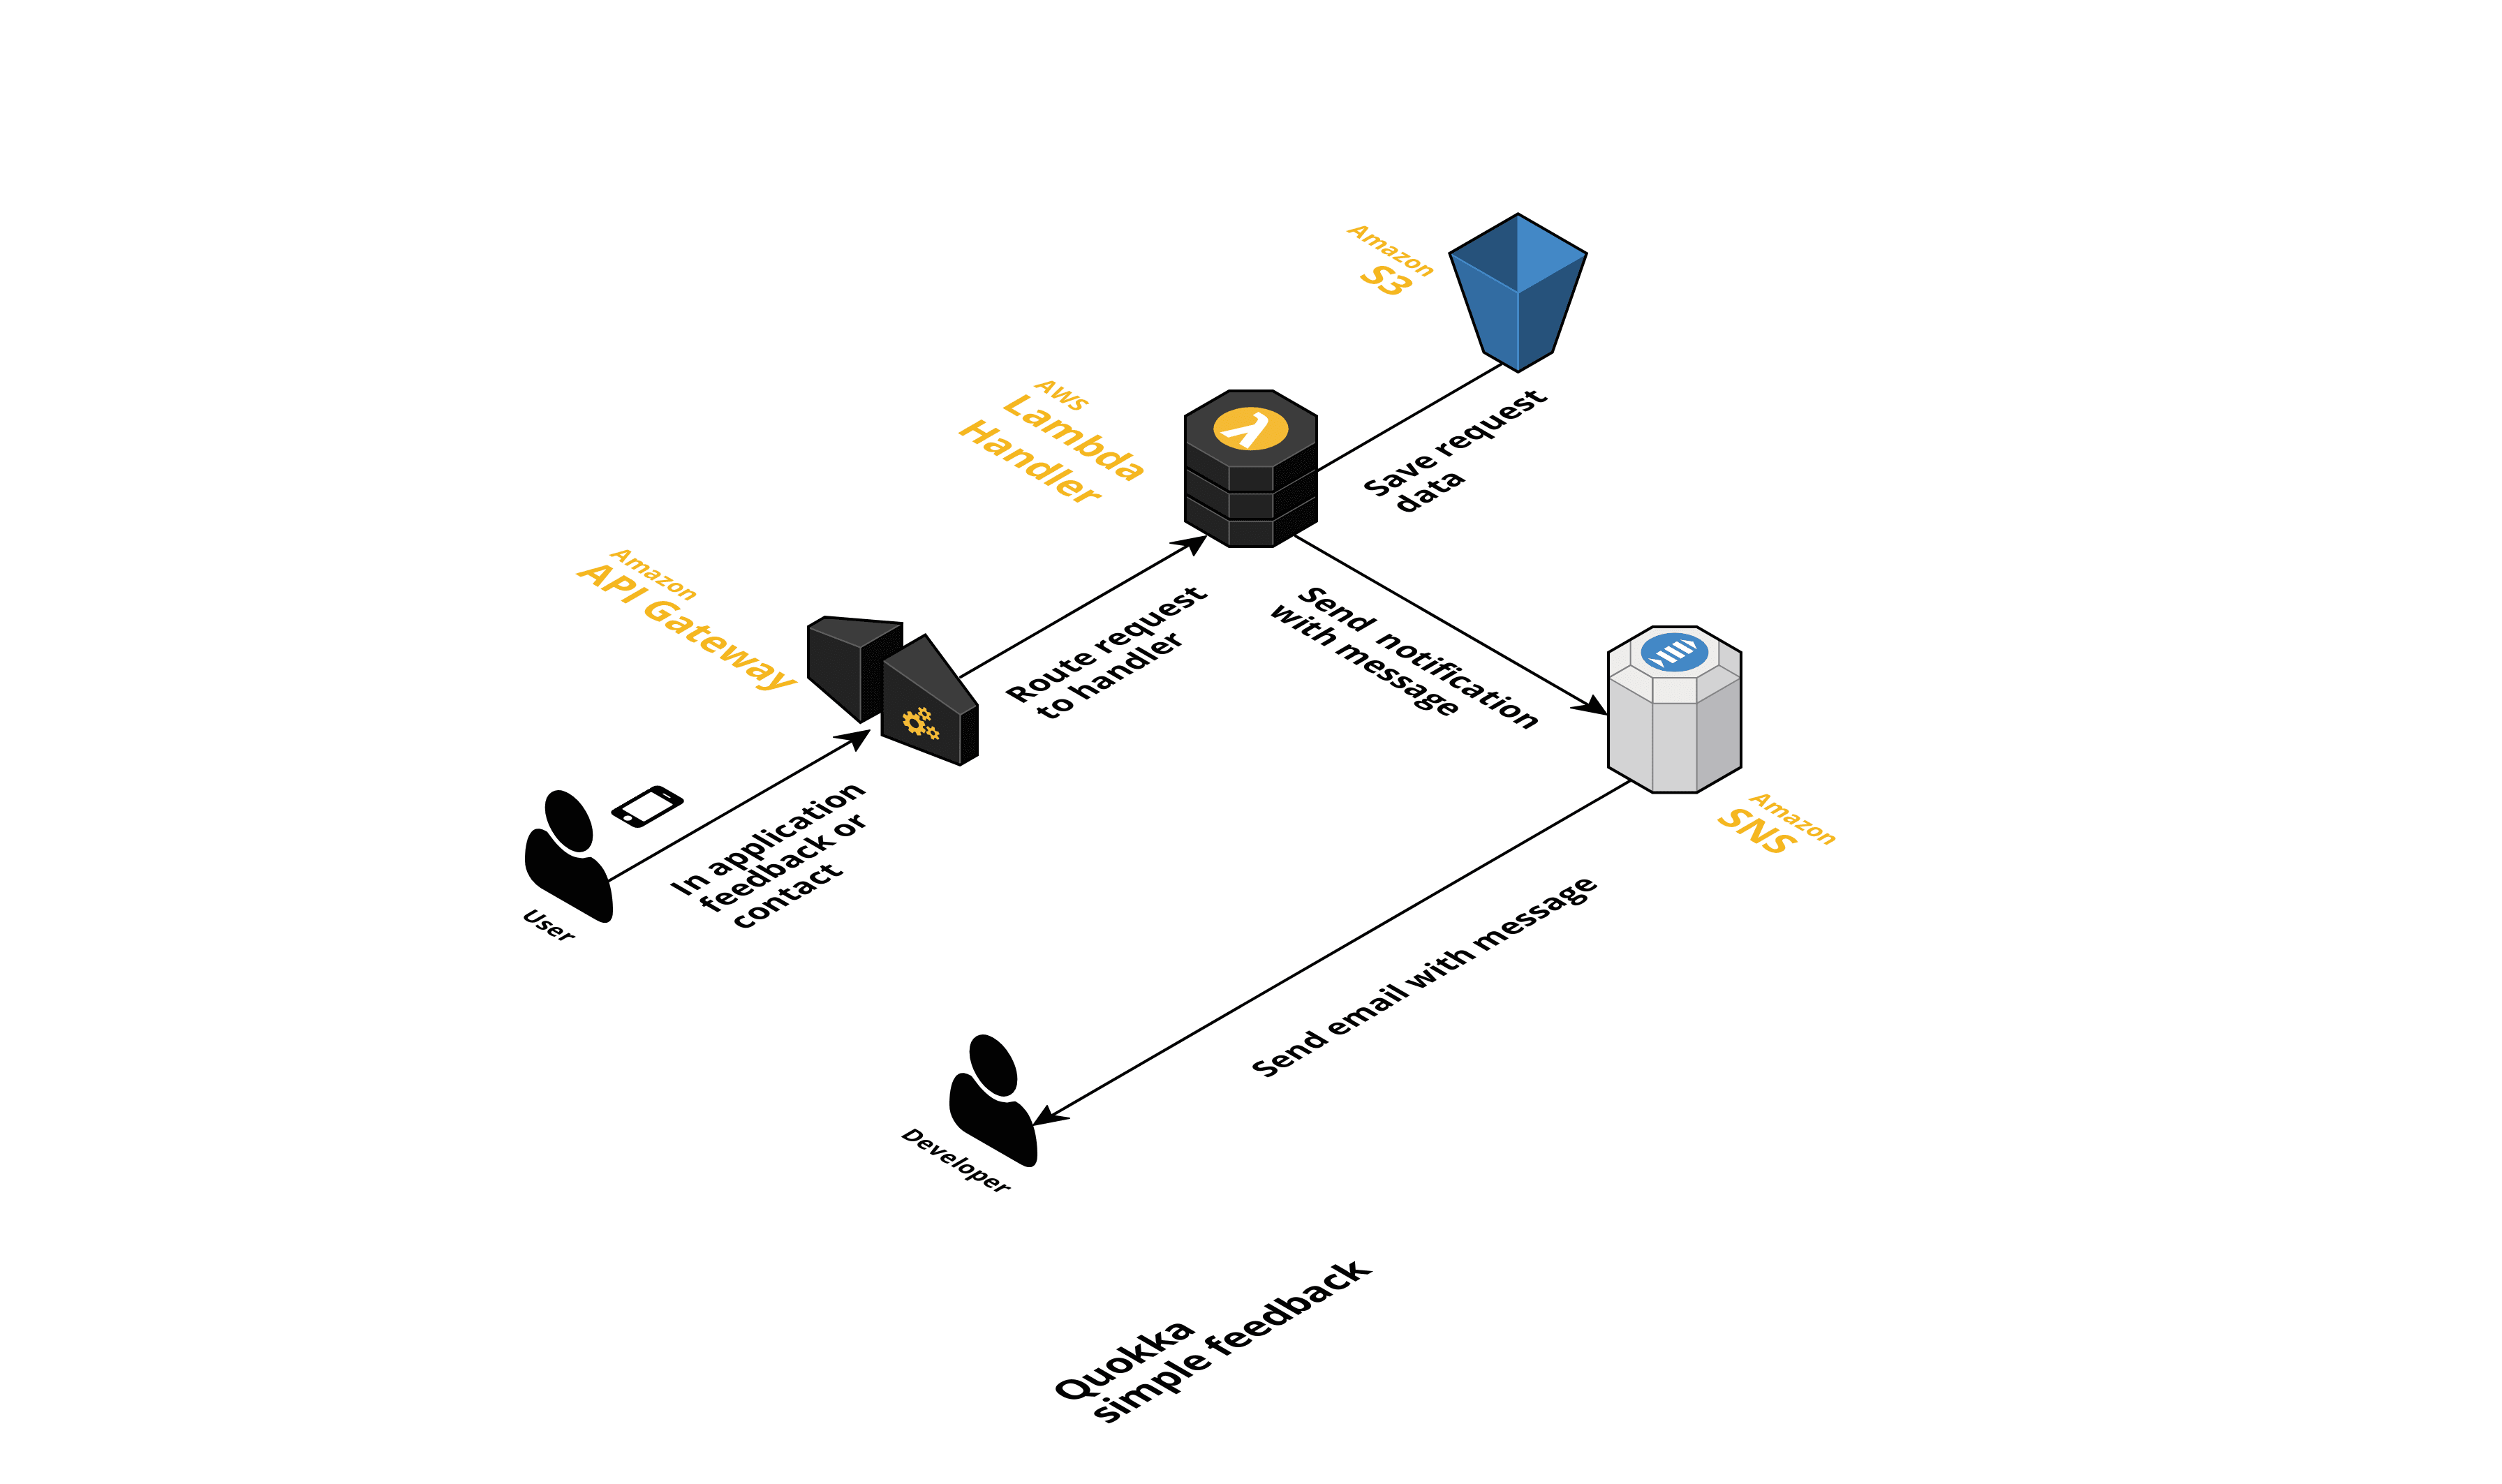 Amazon
S3
AWS
Lambda
Handler
Save request
data
Amazon
API Gateway
Route request
to handler
Send notification
with message
In application
feedback or
contact
User
Amazon
SNS
Send email with message
Developer
Quokka
simple feedback